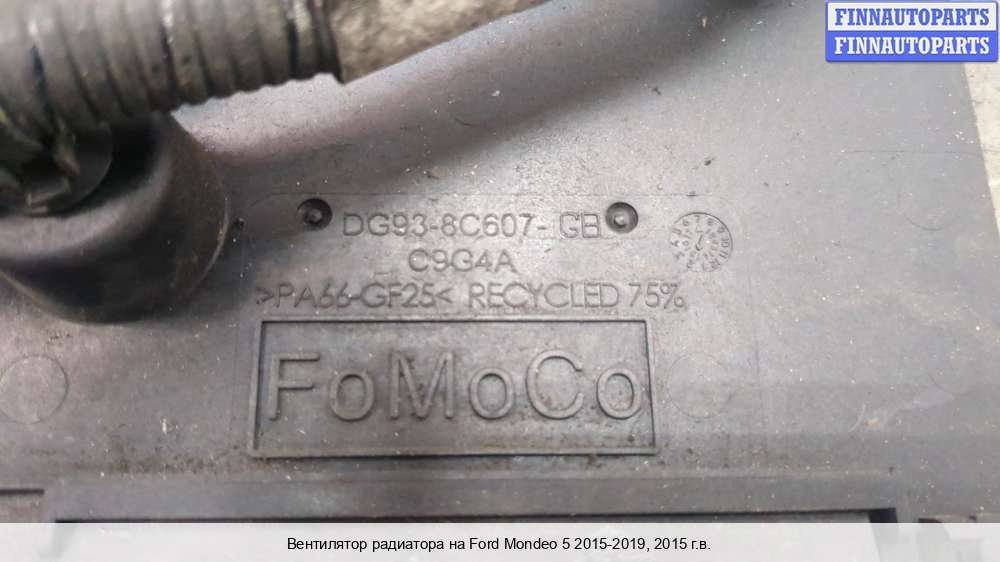 FINNAUTOPARTS
FINNAUTOPARTS
DG93-8C607-GB
C9G4A
>PA66-GF25< RECYCLED 75%
FoMoCo
Вентилятор радиатора на Ford Mondeo 5 2015-2019, 2015 г.в.